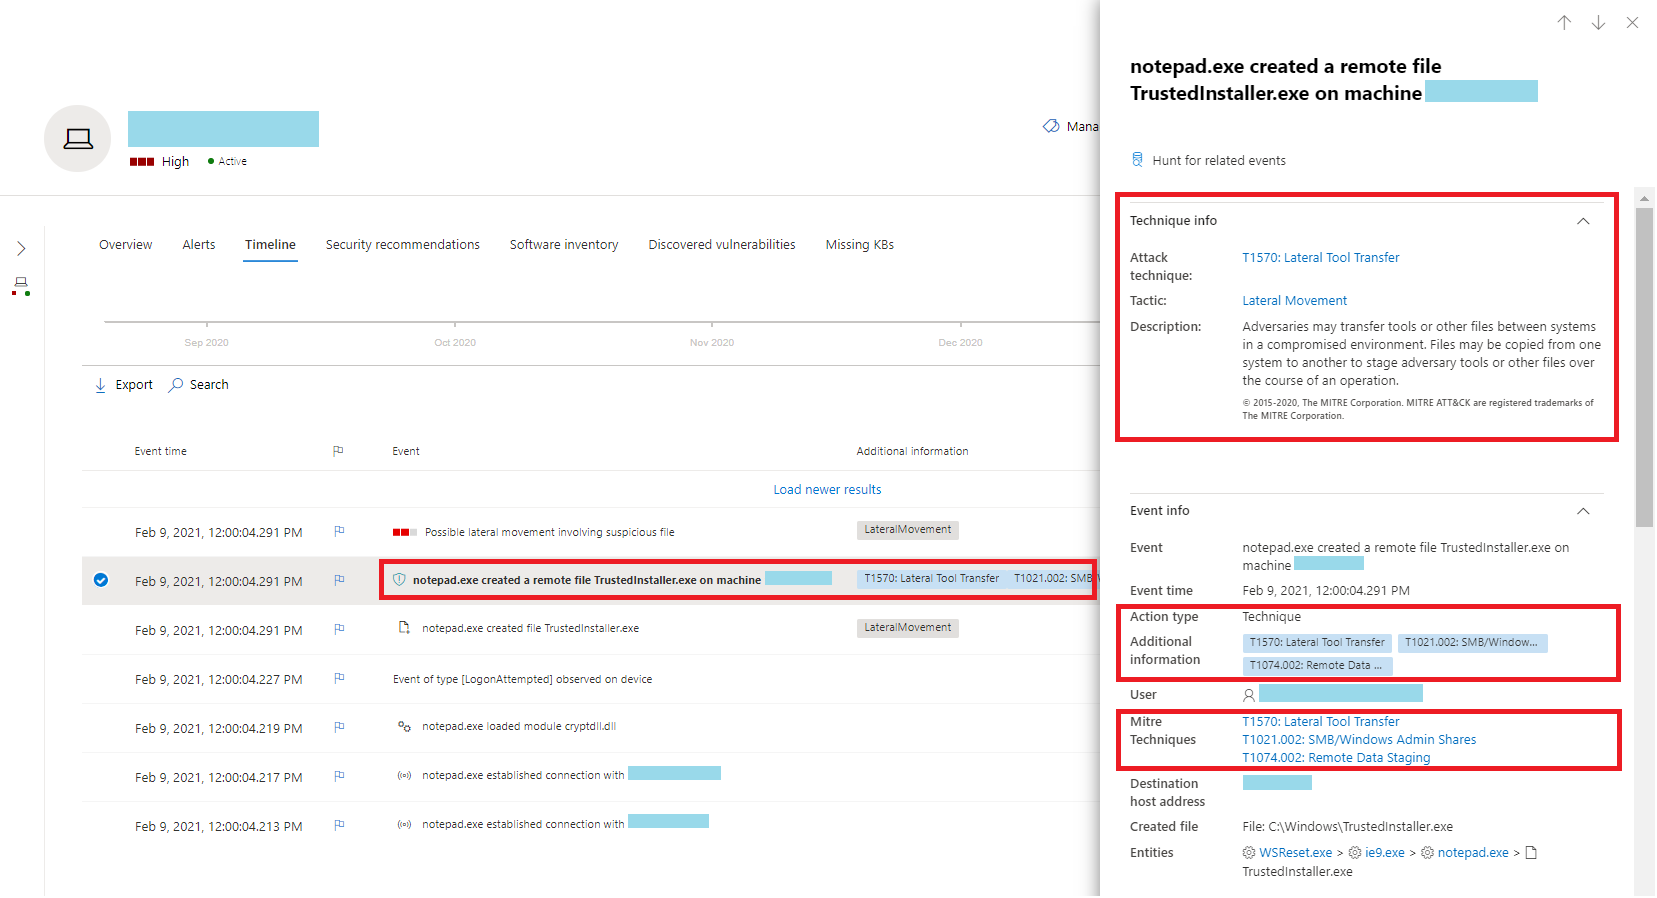 Mana
High
Active
Overview
Alerts
Timeline
Security recommendations
Software inventory
Discovered vulnerabilities
Missing KBs
Sep 2020
Oct 2020
Nov 2020
Dec 2020
Export
Search
Event time
Event
Additional information
Load newer results
Feb 9, 2021, 12:00:04.291 PM
Possible lateral movement involving suspicious file
LateralMovement
Feb 9, 2021, 12:00:04.291 PM
notepad.exe created a remote file TrustedInstaller.exe on machine
T1570: Lateral Tool Transfer
T1021.002: SMB/W
Feb 9, 2021, 12:00:04.291 PM
notepad.exe created file TrustedInstaller.exe
LateralMovement
Feb 9, 2021, 12:00:04.227 PM
Event of type [LogonAttempted] observed on device
Feb 9, 2021, 12:00:04.219 PM
notepad.exe loaded module cryptdll.dll
Feb 9, 2021, 12:00:04.217 PM
notepad.exe established connection with
Feb 9, 2021, 12:00:04.213 PM
notepad.exe established connection with
notepad.exe created a remote file
TrustedInstaller.exe on machine
Hunt for related events
Technique info
Attack
technique:
T1570: Lateral Tool Transfer
Tactic:
Lateral Movement
Description:
Adversaries may transfer tools or other files between systems
in a compromised environment. Files may be copied from one
system to another to stage adversary tools or other files over
the course of an operation.
© 2015-2020, The MITRE Corporation. MITRE ATT&CK are registered trademarks of
The MITRE Corporation.
Event info
Event
notepad.exe created a remote file TrustedInstaller.exe on
machine
Event time
Feb 9, 2021, 12:00:04.291 PM
Action type
Technique
Additional
information
T1570: Lateral Tool Transfer
T1021.002: SMB/Window...
T1074.002: Remote Data ...
User
Mitre
Techniques
T1570: Lateral Tool Transfer
T1021.002: SMB/Windows Admin Shares
T1074.002: Remote Data Staging
Destination
host address
Created file
File: C:\Windows\TrustedInstaller.exe
Entities
WSReset.exe > ie9.exe > notepad.exe >
TrustedInstaller.exe